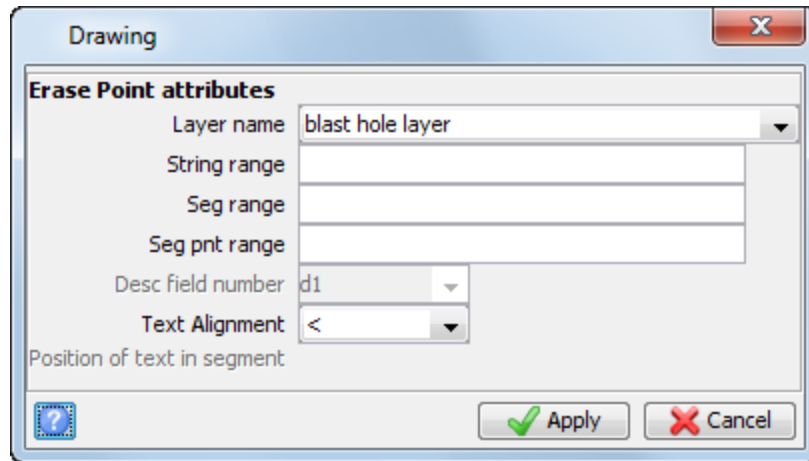 Drawing
Erase Point attributes
Layer name blast hole layer
String range
Seg range
Seg pnt range
Desc field number d1
Text Alignment <
Position of text in segment
? Apply Cancel